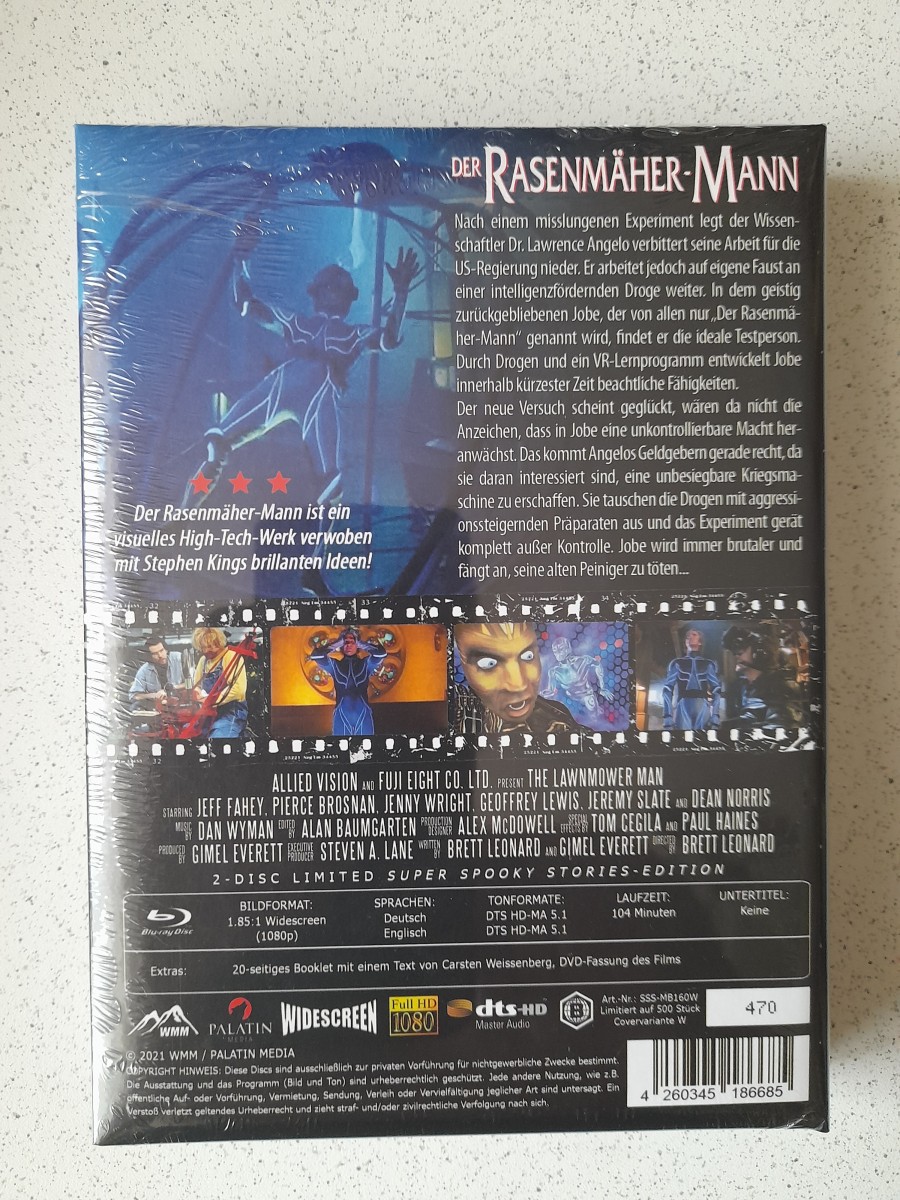 DER RASENMÄHER-MANN
Nach einem misslungenen Experiment legt der Wissen-
schaftler Dr. Lawrence Angelo verbittert seine Arbeit für die
US-Regierung nieder. Er arbeitet jedoch auf eigene Faust an
einer intelligenzfördernden Droge weiter. In dem geistig
zurückgebliebenen Jobe, der von allen nur „Der Rasenmä-
her-Mann“ genannt wird, findet er die ideale Testperson.
Durch Drogen und ein VR-Lernprogramm entwickelt Jobe
innerhalb kürzester Zeit beachtliche Fähigkeiten.
Der neue Versuch scheint geglückt, wären da nicht die
Anzeichen, dass in Jobe eine unkontrollierbare Macht her-
anwächst. Das kommt Angelos Geldgebern gerade recht, da
sie daran interessiert sind, eine unbesiegbare Kriegsma-
schine zu erschaffen. Sie tauschen die Drogen mit aggressi-
onssteigernden Präparaten aus und das Experiment gerät
komplett außer Kontrolle. Jobe wird immer brutaler und
fängt an, seine alten Peiniger zu töten...
Der Rasenmäher-Mann ist ein
visuelles High-Tech-Werk verwoben
mit Stephen Kings brillanten Ideen!
ALLIED VISION AND FUJI EIGHT CO. LTD. PRESENT THE LAWNMOWER MAN
STARRING JEFF FAHEY, PIERCE BROSNAN, JENNY WRIGHT, GEOFFREY LEWIS, JEREMY SLATE AND DEAN NORRIS
MUSIC BY DAN WYMAN EDITED BY ALAN BAUMGARTEN PRODUCTION DESIGNER ALEX MCDOWELL SPECIAL EFFECTS BY TOM CEGILA AND PAUL HAINES
PRODUCED BY GIMEL EVERETT EXECUTIVE PRODUCER STEVEN A. LANE WRITTEN BY BRETT LEONARD AND GIMEL EVERETT DIRECTED BY BRETT LEONARD
2-DISC LIMITED SUPER SPOOKY STORIES-EDITION
Blu-ray Disc
BILDFORMAT:
1.85:1 Widescreen
(1080p)
SPRACHEN:
Deutsch
Englisch
TONFORMATE:
DTS HD-MA 5.1
DTS HD-MA 5.1
LAUFZEIT:
104 Minuten
UNTERTITEL:
Keine
Extras: 20-seitiges Booklet mit einem Text von Carsten Weissenberg, DVD-Fassung des Films
WMM
PALATIN
MEDIA
WIDESCREEN
Full HD
1080
dts-HD
Master Audio
Art.-Nr.: SSS-MB160W
Limitiert auf 500 Stück
Covervariante W
470
© 2021 WMM / PALATIN MEDIA
COPYRIGHT HINWEIS: Diese Discs sind ausschließlich zur privaten Vorführung für nichtgewerbliche Zwecke bestimmt.
Die Ausstattung und das Programm (Bild und Ton) sind urheberrechtlich geschützt. Jede andere Nutzung, wie z.B.
öffentliche Auf- oder Vorführung, Vermietung, Sendung, Verleih oder Vervielfältigung jeglicher Art sind untersagt. Ein
Verstoß verletzt geltendes Urheberrecht und zieht straf- und/oder zivilrechtliche Verfolgung nach sich.
4 260345 186685